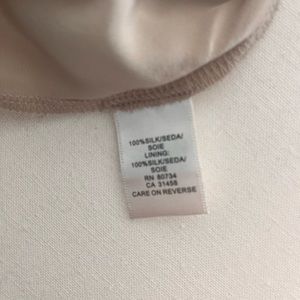 100%SILK/SEDA/
SOIE
LINING:
100%SILK/SEDA/
SOIE
RN 80734
CA 31458
CARE ON REVERSE